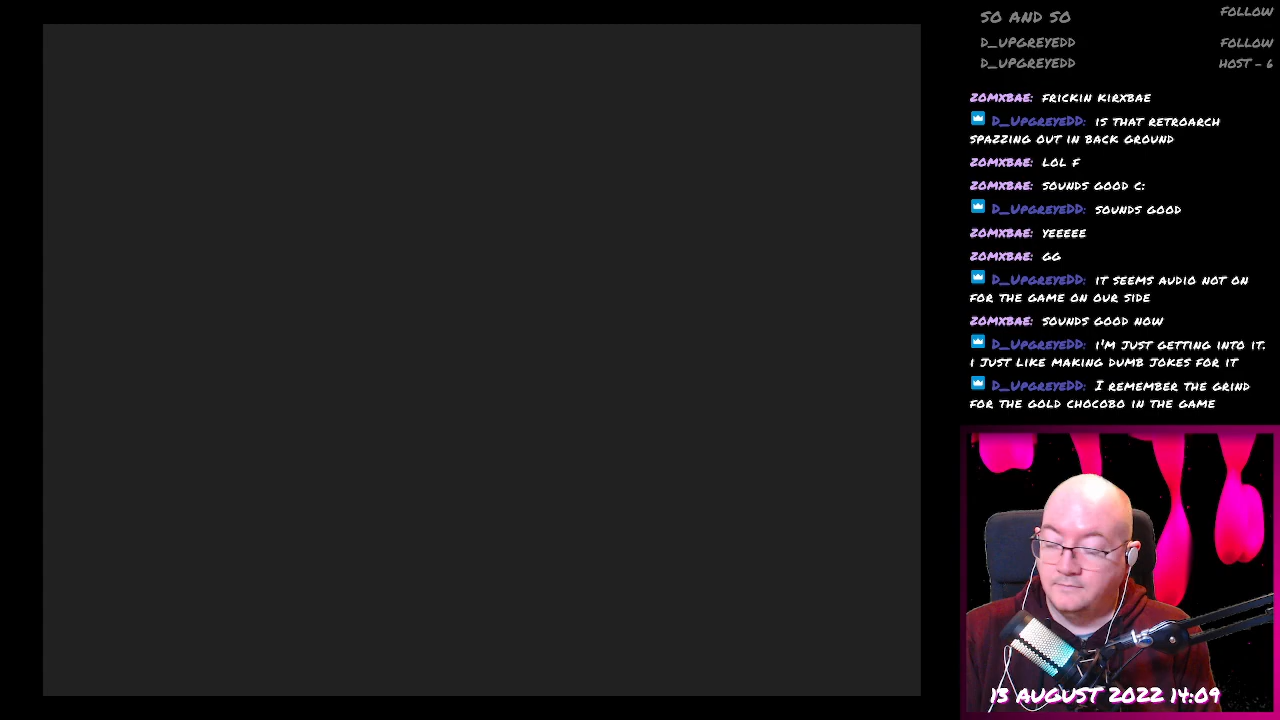 SO AND SO FOLLOW
D_UPGREYEDD FOLLOW
D_UPGREYEDD HOST - 6
ZOMXBAE: FRICKIN KIRXBAE
D_UPGREYEDD: IS THAT RETROARCH
SPAZZING OUT IN BACK GROUND
ZOMXBAE: LOL F
ZOMXBAE: SOUNDS GOOD C:
D_UPGREYEDD: SOUNDS GOOD
ZOMXBAE: YEEEEE
ZOMXBAE: GG
D_UPGREYEDD: IT SEEMS AUDIO NOT ON
FOR THE GAME ON OUR SIDE
ZOMXBAE: SOUNDS GOOD NOW
D_UPGREYEDD: I'M JUST GETTING INTO IT.
I JUST LIKE MAKING DUMB JOKES FOR IT
D_UPGREYEDD: I REMEMBER THE GRIND
FOR THE GOLD CHOCOBO IN THE GAME
13 AUGUST 2022 14:09